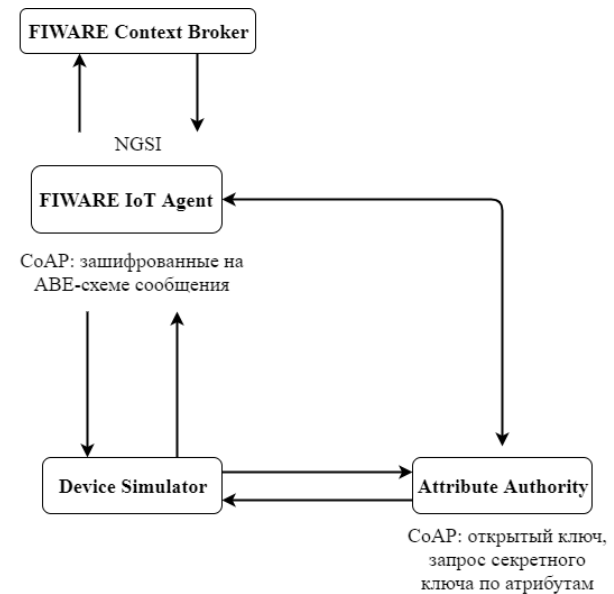 FIWARE Context Broker
NGSI
FIWARE IoT Agent
CoAP: зашифрованные на
ABE-схеме сообщения
Device Simulator
Attribute Authority
CoAP: открытый ключ,
запрос секретного
ключа по атрибутам